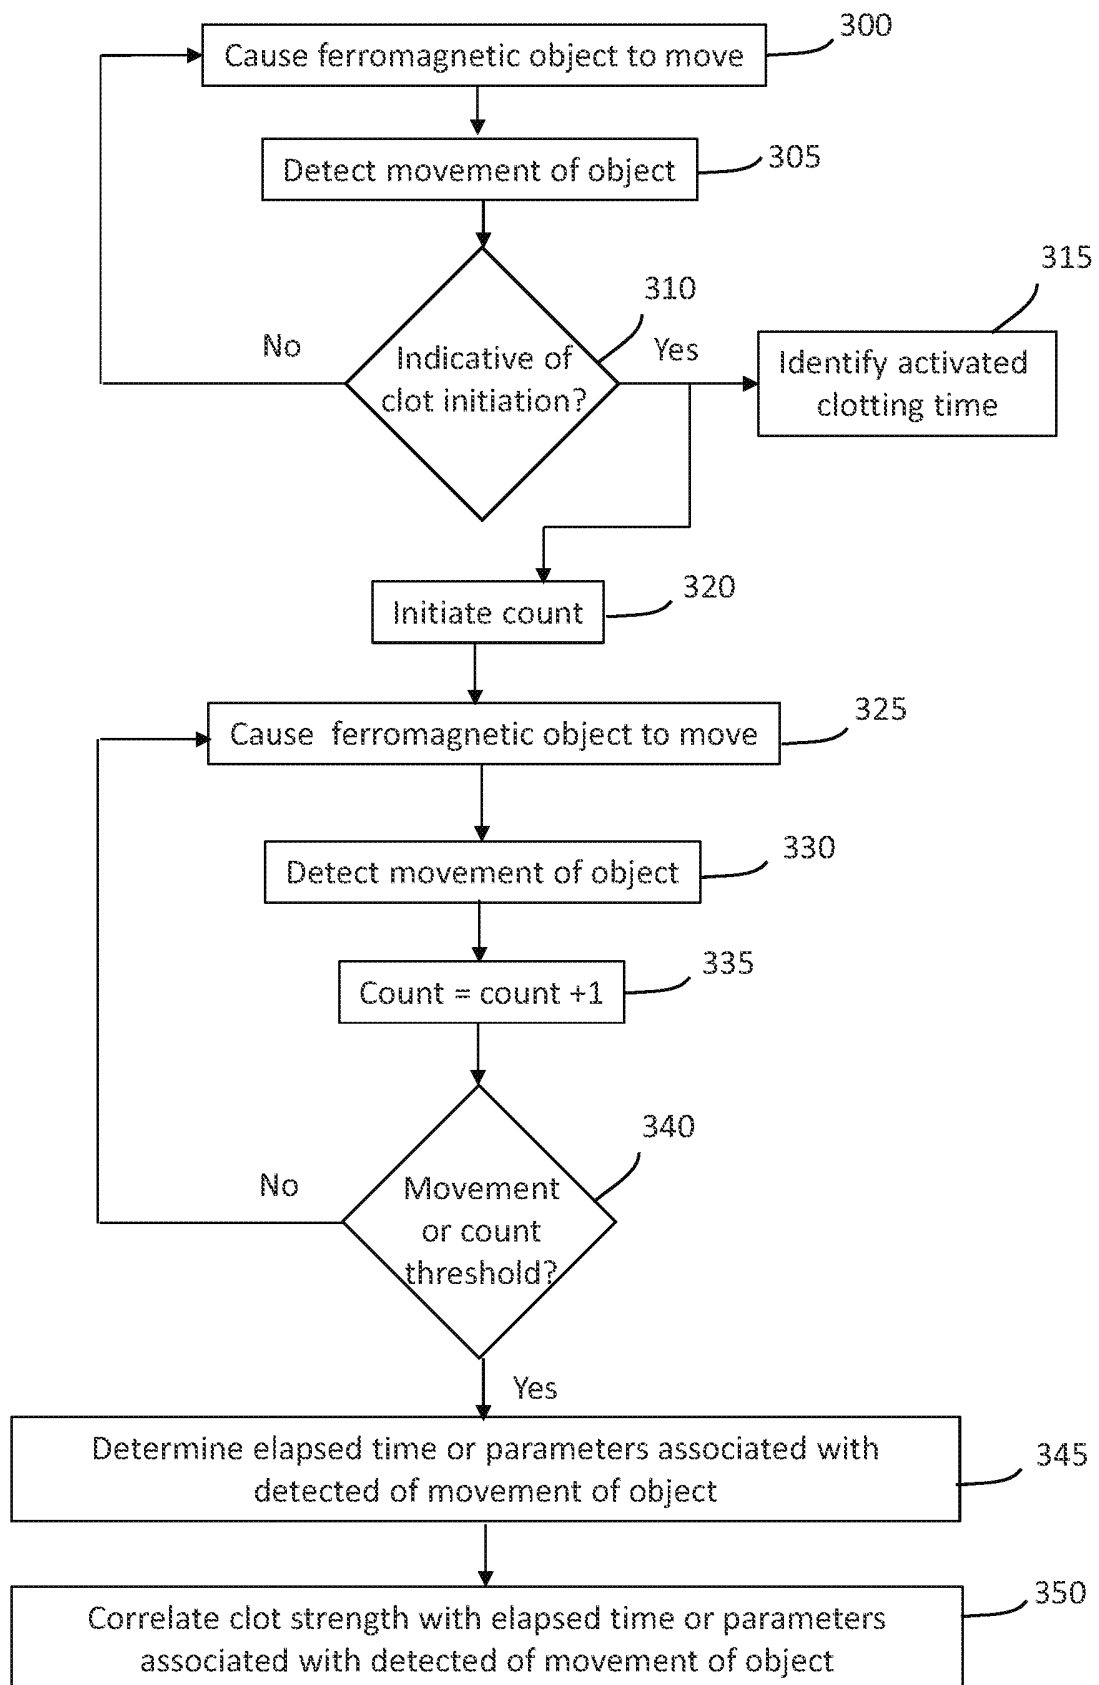 300
Cause ferromagnetic object to move
305
Detect movement of object
315
310
No
Yes
Indicative of
clot initiation?
Identify activated
clotting time
320
Initiate count
325
Cause ferromagnetic object to move
330
Detect movement of object
335
Count = count +1
340
No
Movement
or count
threshold?
Yes
Determine elapsed time or parameters associated with
detected of movement of object
345
350
Correlate clot strength with elapsed time or parameters
associated with detected of movement of object